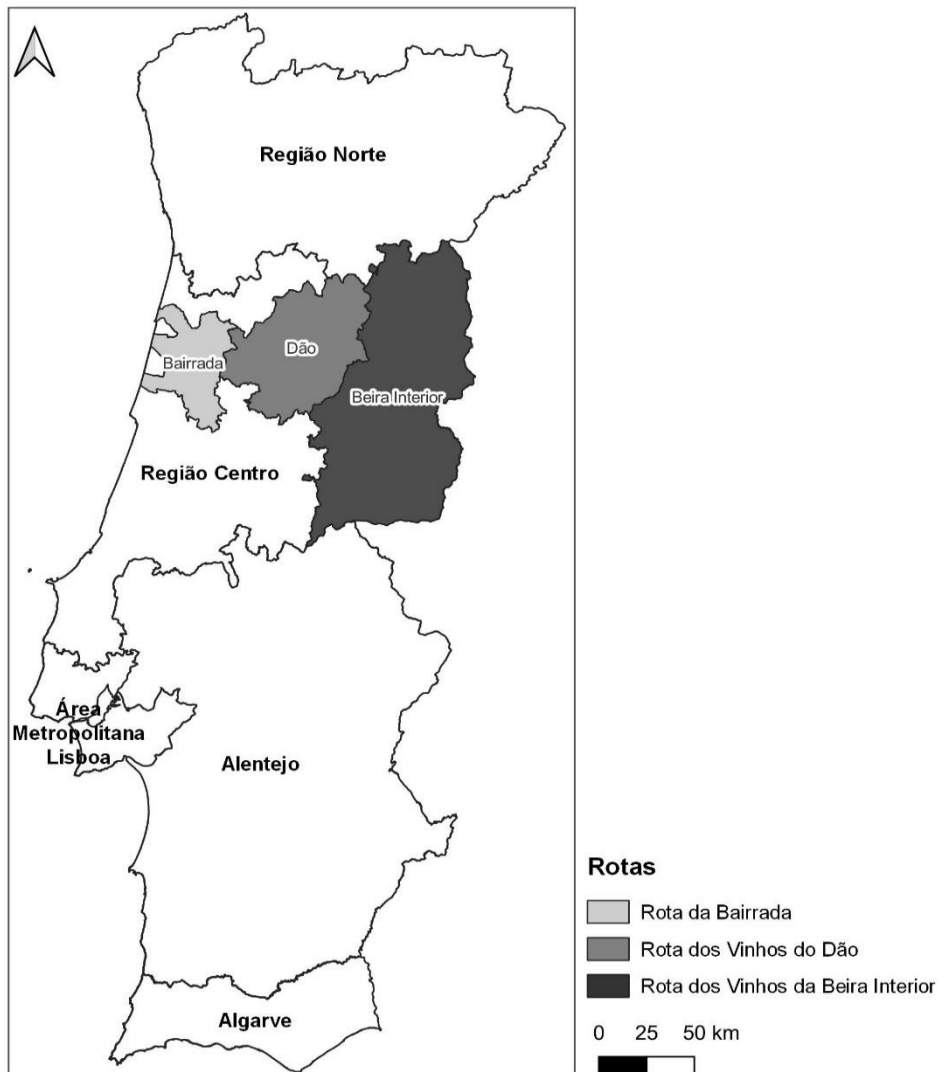 Região Norte
Bairrada
Dão
Beira Interior
Região Centro
Área
Metropolitana
Lisboa
Alentejo
Algarve
Rotas
Rota da Bairrada
Rota dos Vinhos do Dão
Rota dos Vinhos da Beira Interior
0 25 50 km